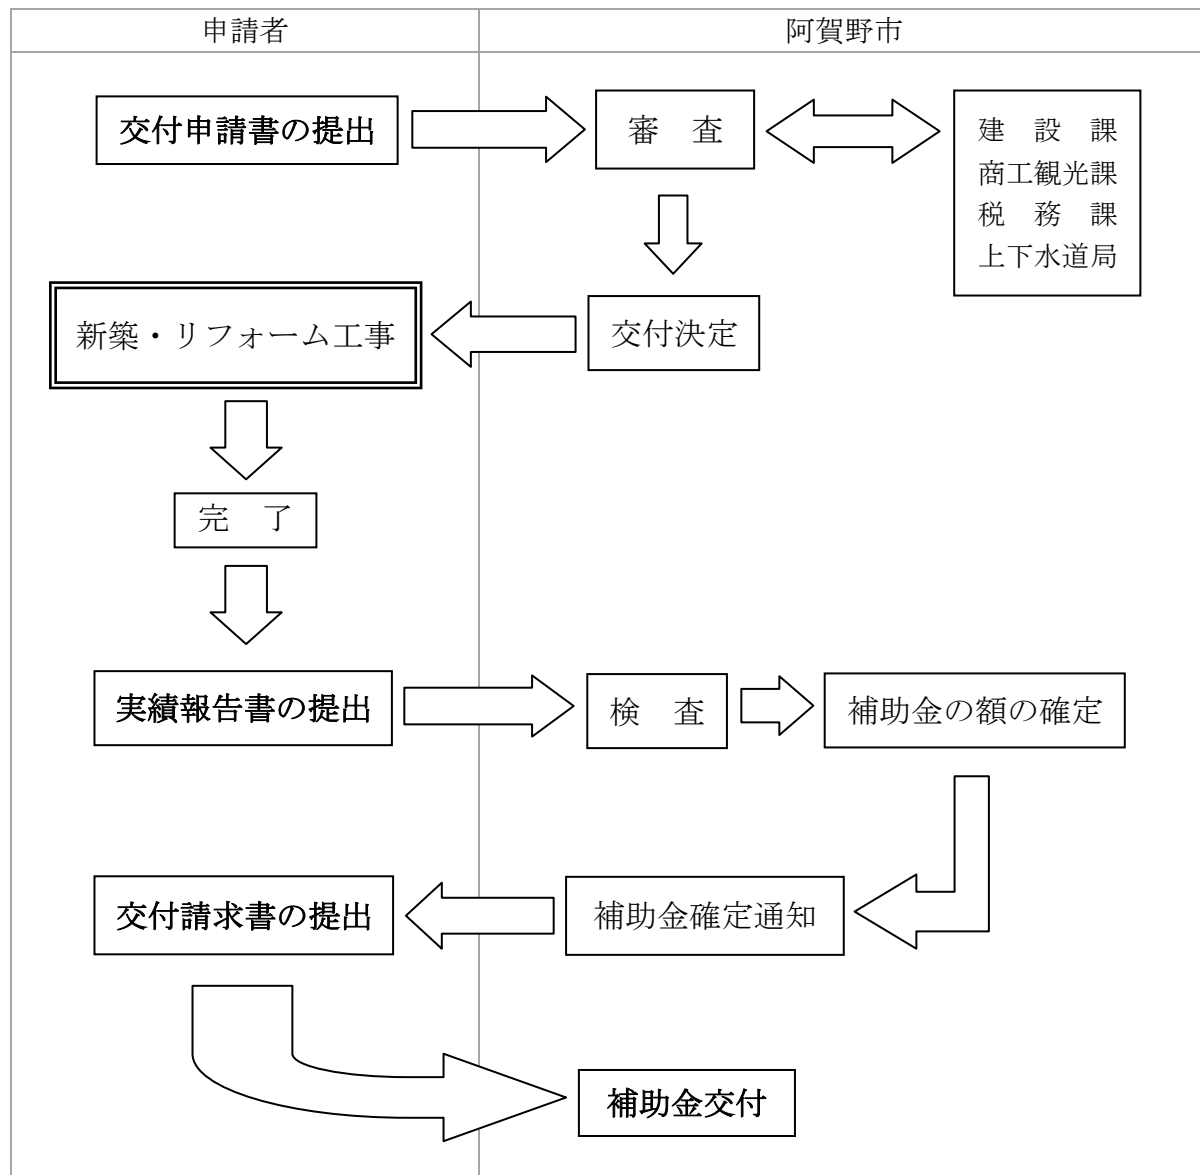 申請者
阿賀野市
交付申請書の提出
審　査
建　設　課
商工観光課
税　務　課
上下水道局
新築・リフォーム工事
交付決定
完　了
実績報告書の提出
検　査
補助金の額の確定
交付請求書の提出
補助金確定通知
補助金交付